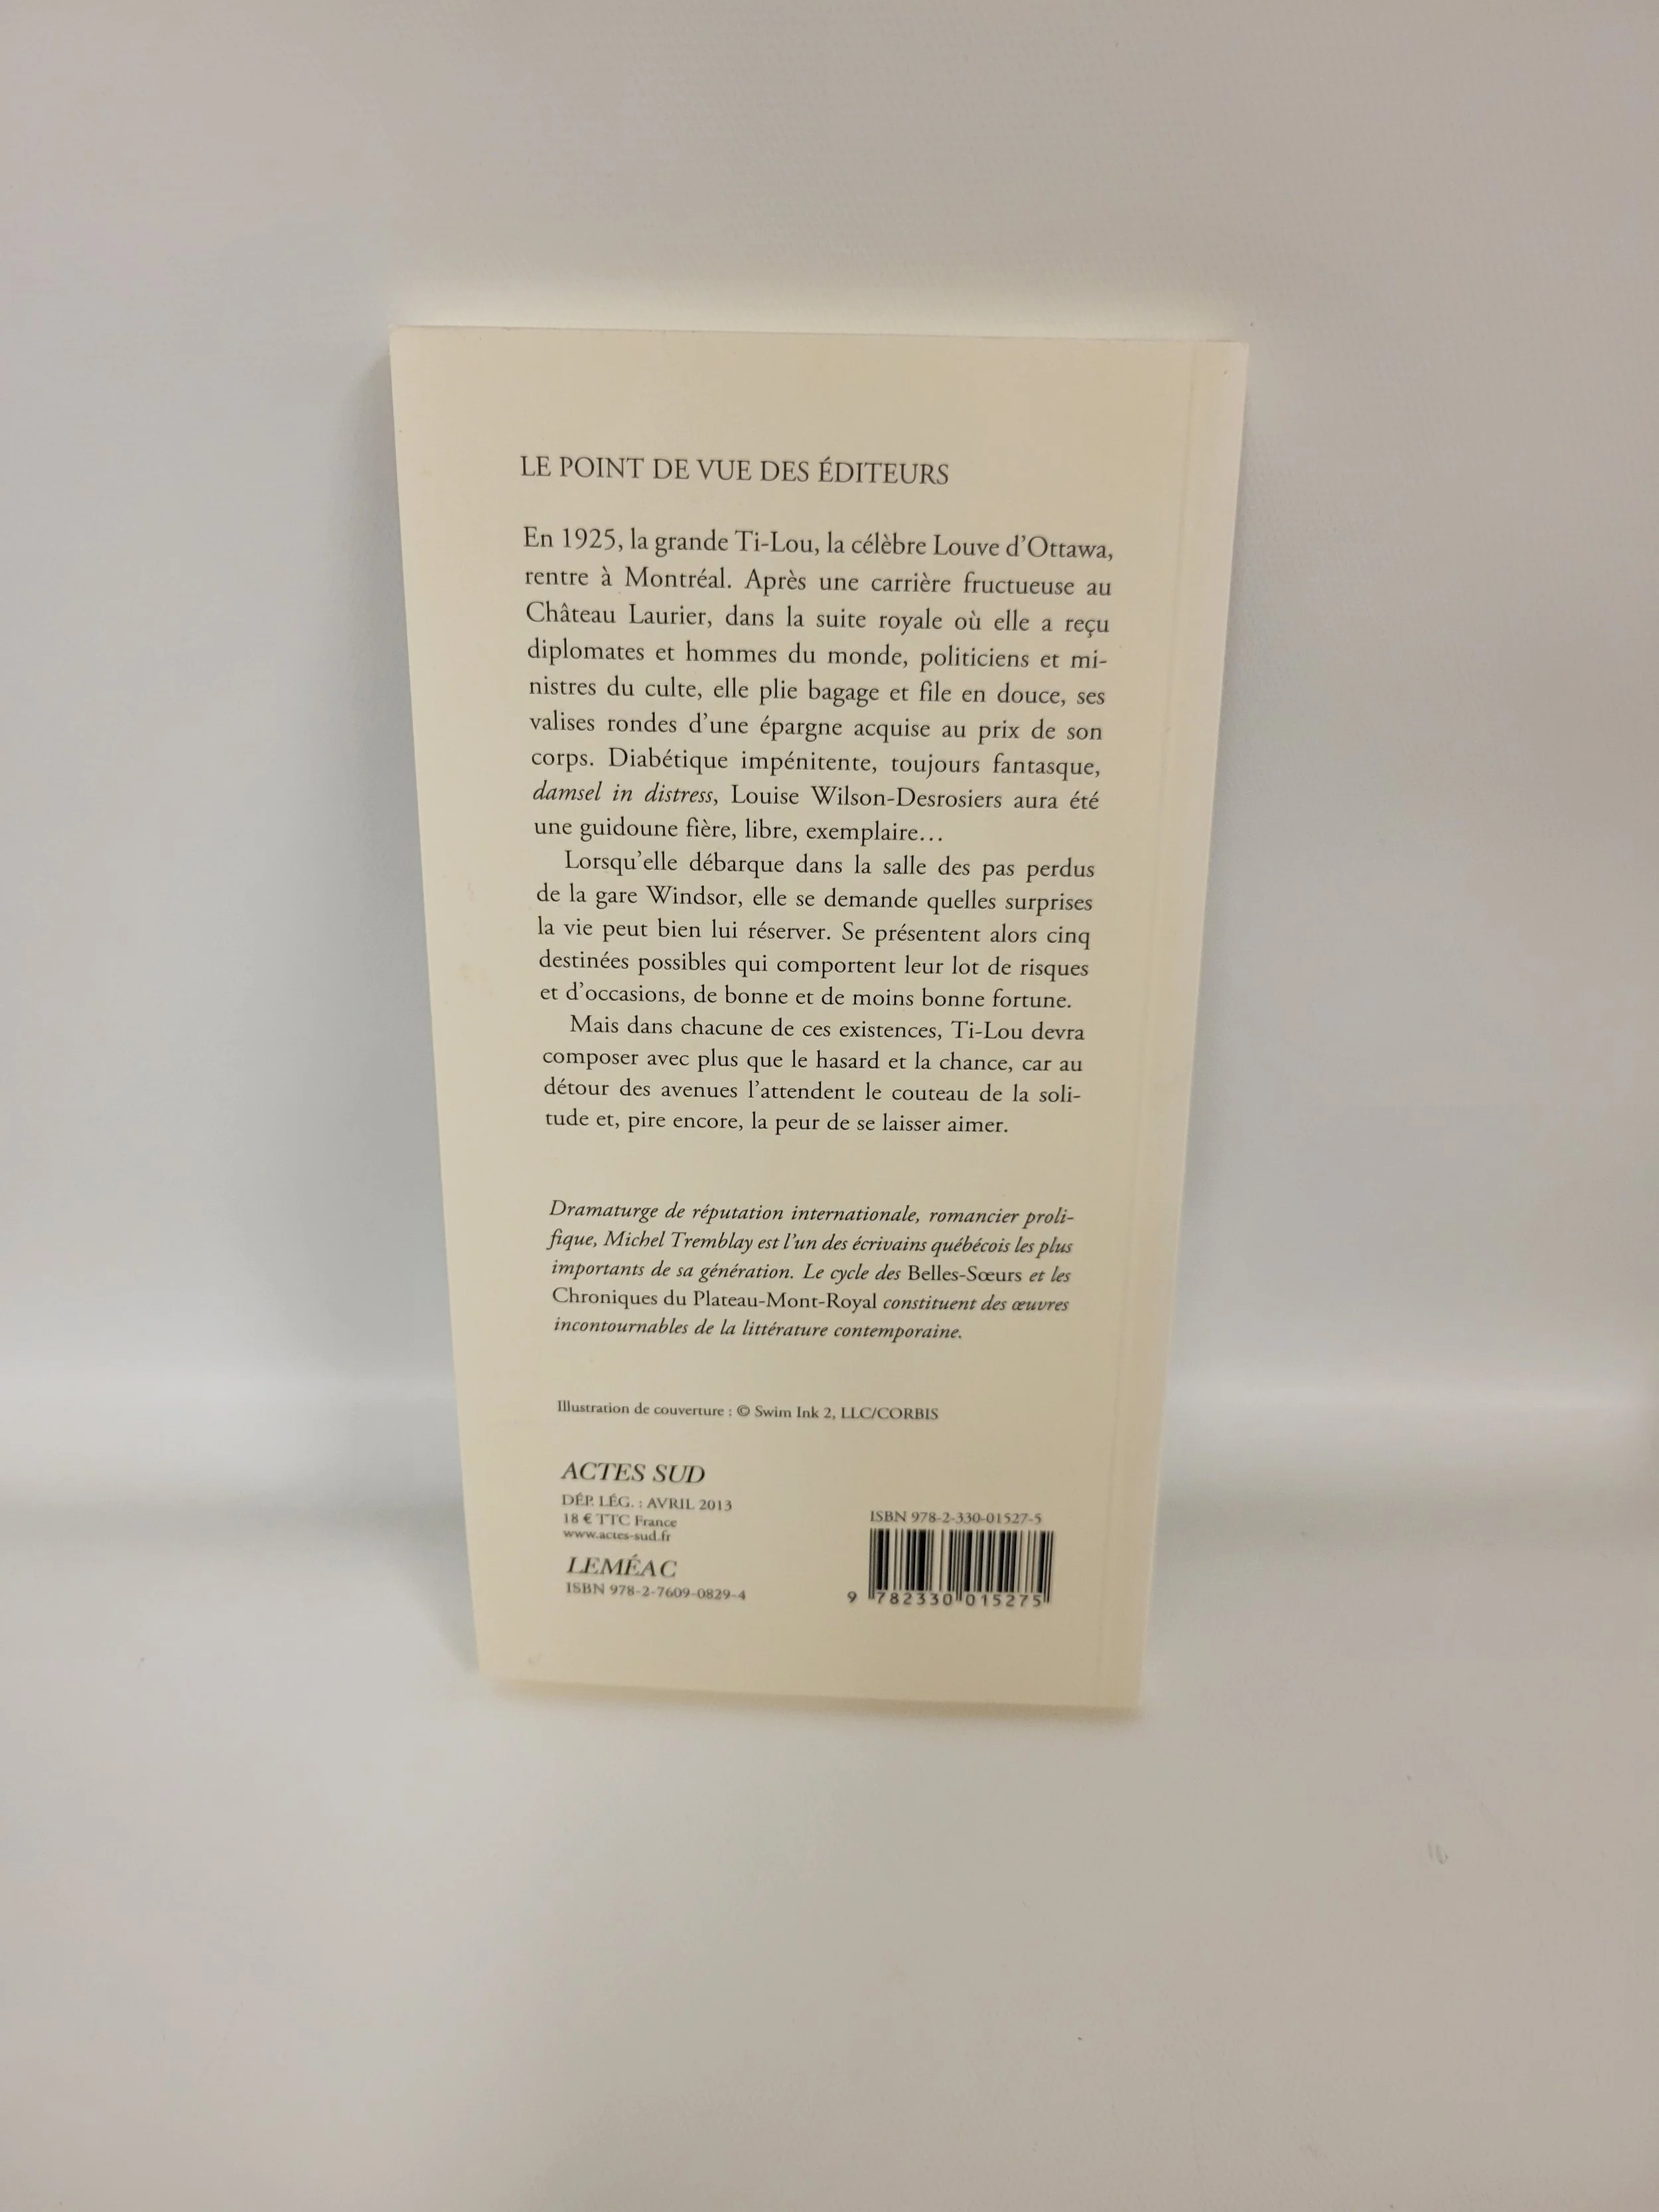 LE POINT DE VUE DES ÉDITEURS
En 1925, la grande Ti-Lou, la célèbre Louve d'Ottawa,
rentre à Montréal. Après une carrière fructueuse au
Château Laurier, dans la suite royale où elle a reçu
diplomates et hommes du monde, politiciens et mi-
nistres du culte, elle plie bagage et file en douce, ses
valises rondes d'une épargne acquise au prix de son
corps. Diabétique impénitente, toujours fantasque,
damsel in distress, Louise Wilson-Desrosiers aura été
une guidoune fière, libre, exemplaire…
Lorsqu'elle débarque dans la salle des pas perdus
de la gare Windsor, elle se demande quelles surprises
la vie peut bien lui réserver. Se présentent alors cinq
destinées possibles qui comportent leur lot de risques
et d'occasions, de bonne et de moins bonne fortune.
Mais dans chacune de ces existences, Ti-Lou devra
composer avec plus que le hasard et la chance, car au
détour des avenues l'attendent le couteau de la soli-
tude et, pire encore, la peur de se laisser aimer.
Dramaturge de réputation internationale, romancier proli-
fique, Michel Tremblay est l'un des écrivains québécois les plus
importants de sa génération. Le cycle des Belles-Sœurs et les
Chroniques du Plateau-Mont-Royal constituent des œuvres
incontournables de la littérature contemporaine.
Illustration de couverture : © Swim Ink 2, LLC/CORBIS
ACTES SUD
DÉP. LÉG. : AVRIL 2013
18 € TTC France
www.actes-sud.fr
LEMÉAC
ISBN 978-2-7609-0829-4
ISBN 978-2-330-01527-5
9 782330 015275